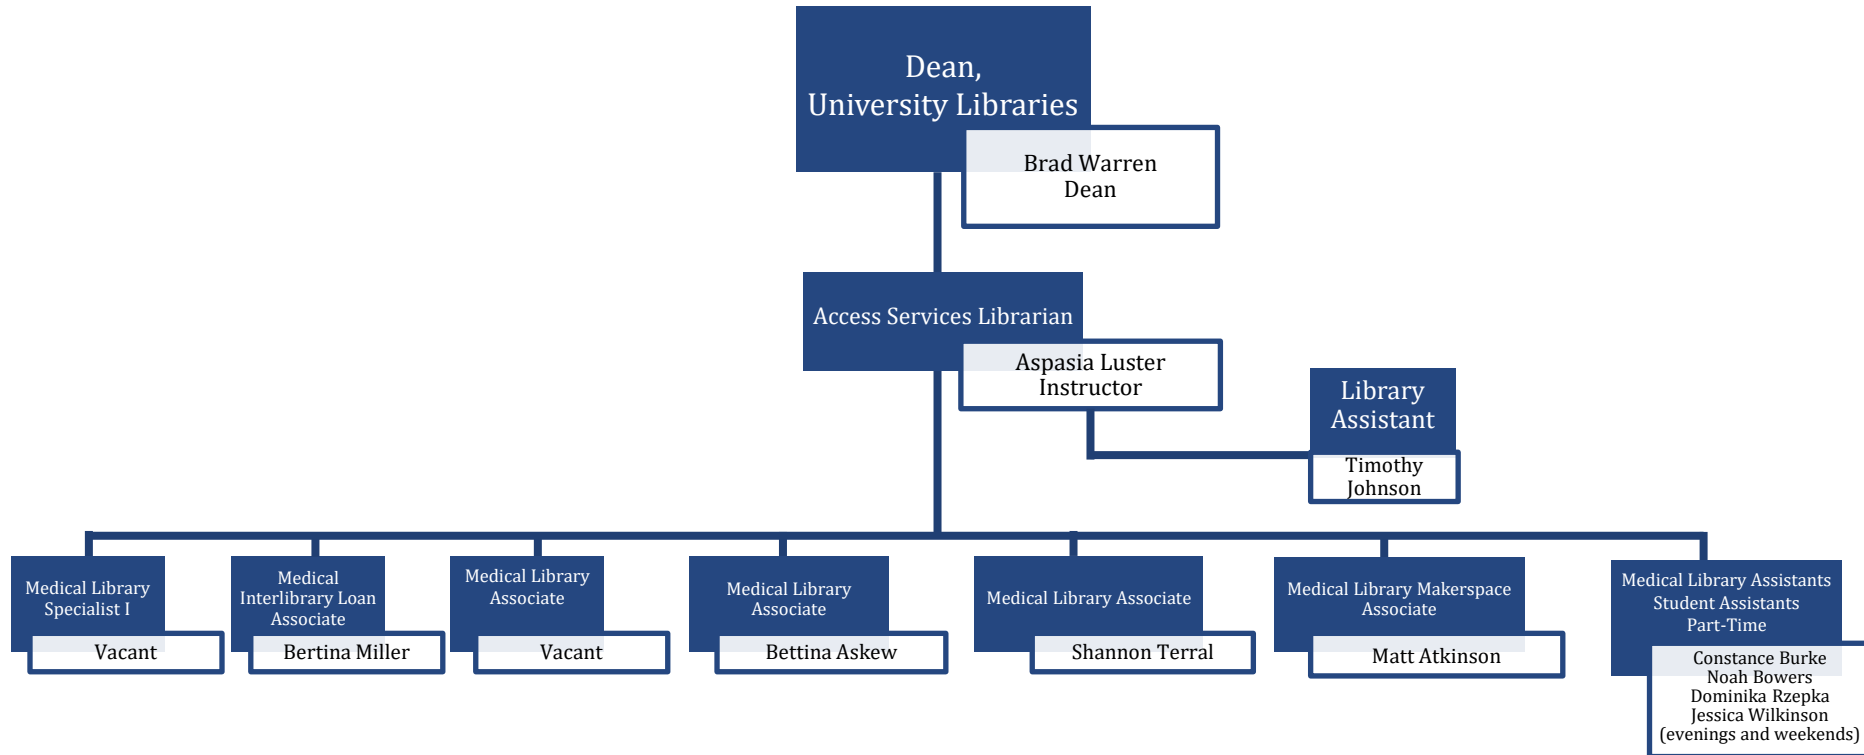 Dean,
University Libraries
Brad Warren
Dean
Access Services Librarian
Aspasia Luster
Instructor
Library
Assistant
Timothy
Johnson
Medical Library
Specialist I
Vacant
Medical
Interlibrary Loan
Associate
Bertina Miller
Medical Library
Associate
Vacant
Medical Library
Associate
Bettina Askew
Medical Library Associate
Shannon Terral
Medical Library Makerspace
Associate
Matt Atkinson
Medical Library Assistants
Student Assistants
Part-Time
Constance Burke
Noah Bowers
Dominika Rzepka
Jessica Wilkinson
(evenings and weekends)